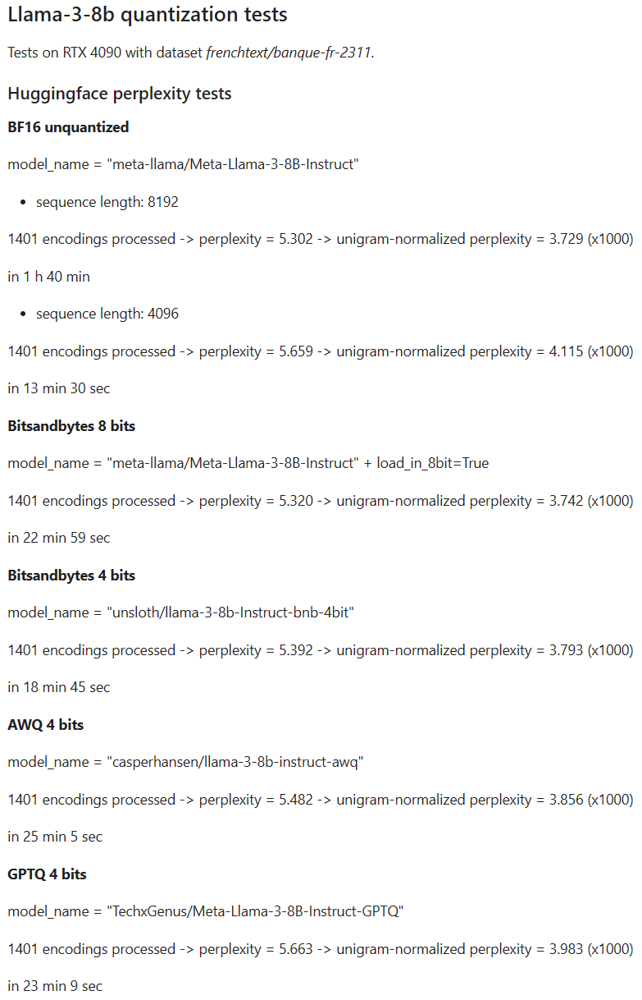 Llama-3-8b quantization tests
Tests on RTX 4090 with dataset frenchtext/banque-fr-2311.
Huggingface perplexity tests
BF16 unquantized
model_name = "meta-llama/Meta-Llama-3-8B-Instruct"
• sequence length: 8192
1401 encodings processed -> perplexity = 5.302 -> unigram-normalized perplexity = 3.729 (x1000)
in 1 h 40 min
• sequence length: 4096
1401 encodings processed -> perplexity = 5.659 -> unigram-normalized perplexity = 4.115 (x1000)
in 13 min 30 sec
Bitsandbytes 8 bits
model_name = "meta-llama/Meta-Llama-3-8B-Instruct" + load_in_8bit=True
1401 encodings processed -> perplexity = 5.320 -> unigram-normalized perplexity = 3.742 (x1000)
in 22 min 59 sec
Bitsandbytes 4 bits
model_name = "unsloth/llama-3-8b-Instruct-bnb-4bit"
1401 encodings processed -> perplexity = 5.392 -> unigram-normalized perplexity = 3.793 (x1000)
in 18 min 45 sec
AWQ 4 bits
model_name = "casperhansen/llama-3-8b-instruct-awq"
1401 encodings processed -> perplexity = 5.482 -> unigram-normalized perplexity = 3.856 (x1000)
in 25 min 5 sec
GPTQ 4 bits
model_name = "TechxGenus/Meta-Llama-3-8B-Instruct-GPTQ"
1401 encodings processed -> perplexity = 5.663 -> unigram-normalized perplexity = 3.983 (x1000)
in 23 min 9 sec